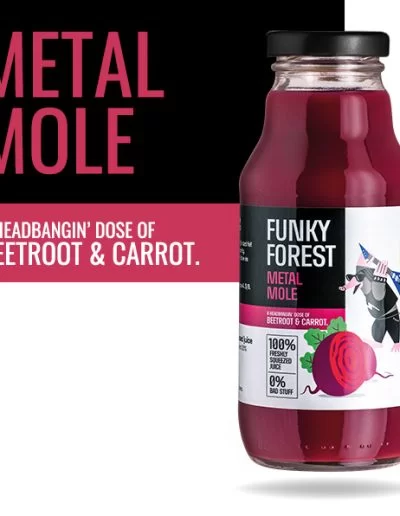 METAL
MOLE
HEADBANGIN' DOSE OF
BEETROOT & CARROT.
FUNKY
FOREST
METAL
MOLE
A HEADBANGIN' DOSE OF
BEETROOT & CARROT.
100%
FRESHLY
SQUEEZED
JUICE
0%
BAD STUFF